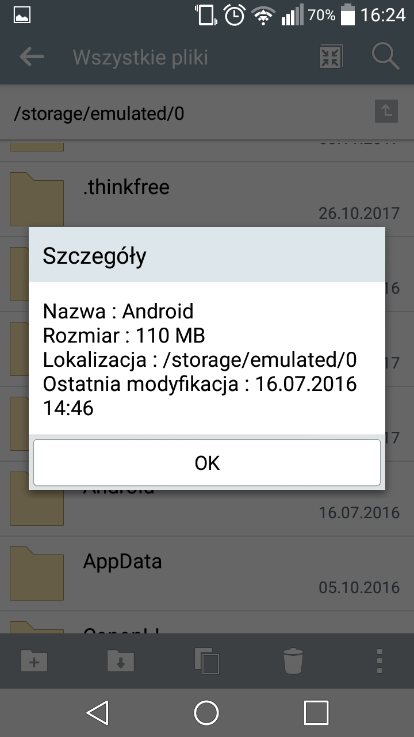 70% 16:24
Wszystkie pliki
/storage/emulated/0
.thinkfree
26.10.2017
Szczegóły
Nazwa : Android
Rozmiar : 110 MB
Lokalizacja : /storage/emulated/0
Ostatnia modyfikacja : 16.07.2016
14:46
OK
Android
16.07.2016
AppData
05.10.2016